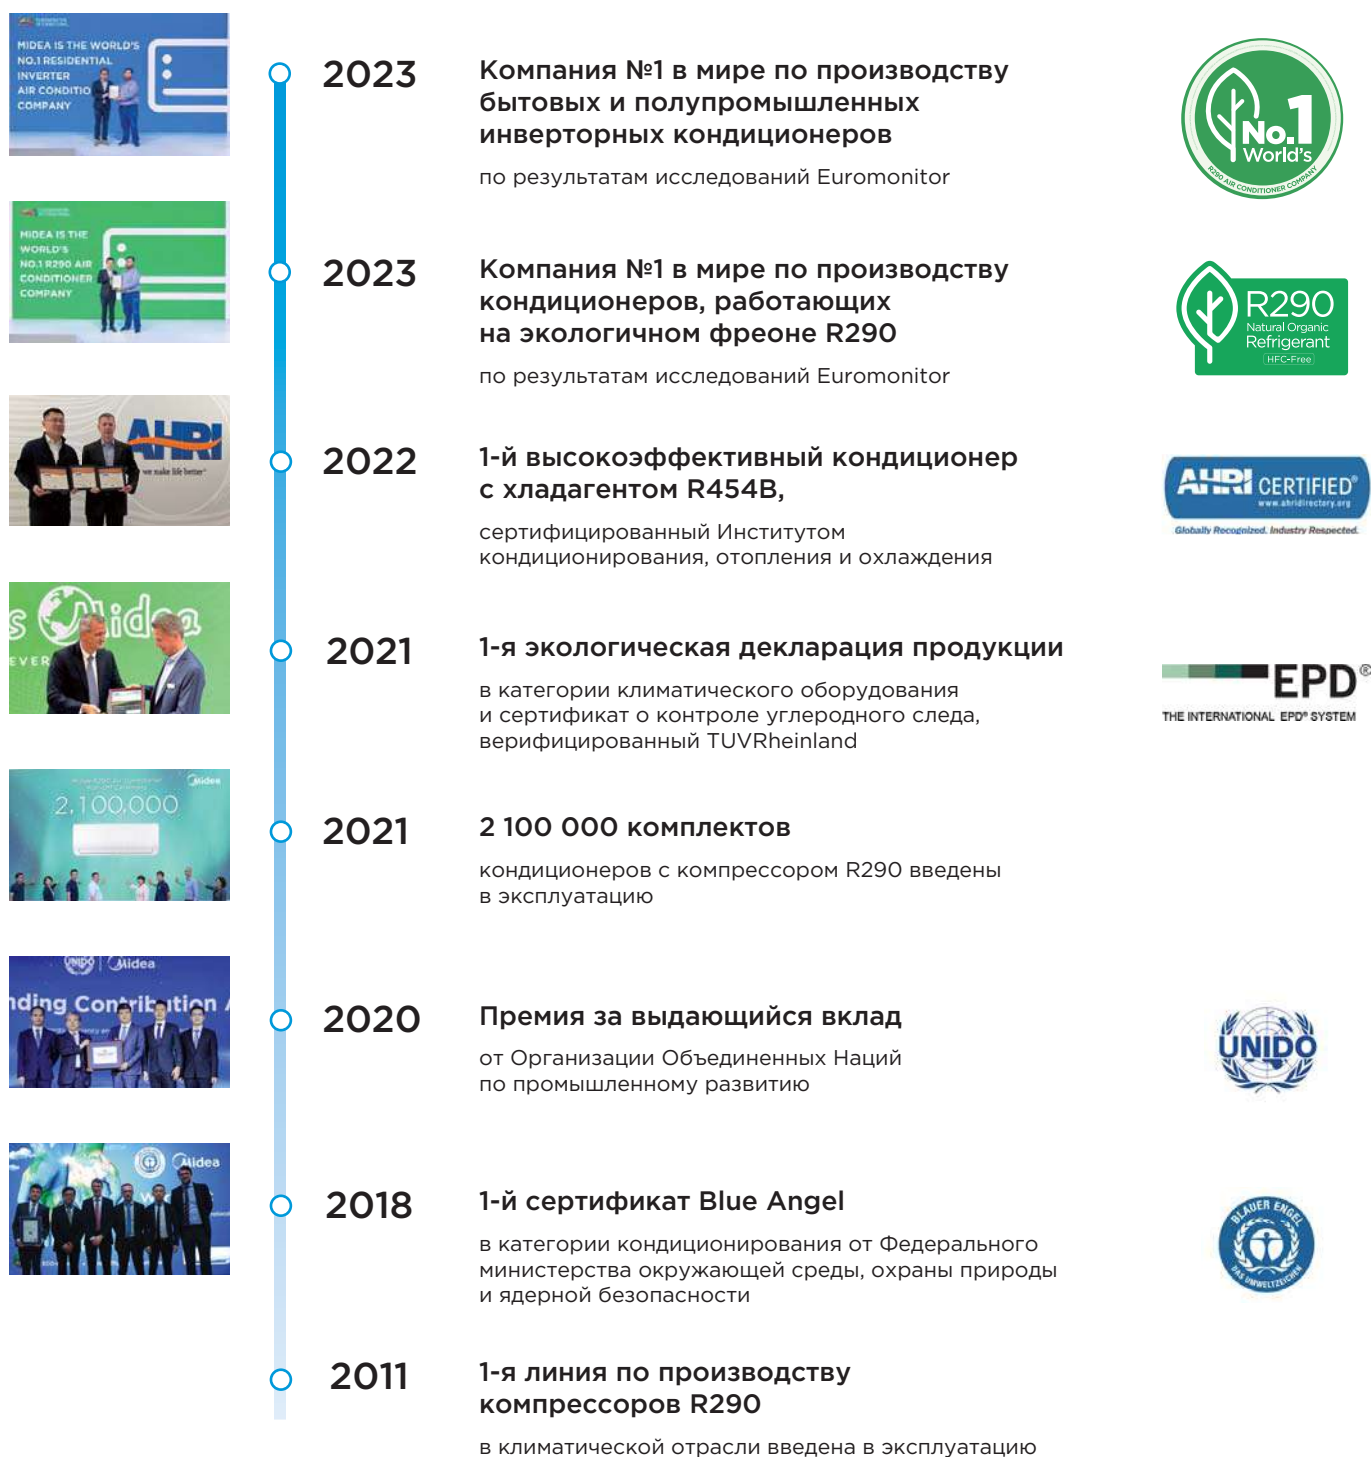 MIDEA IS THE WORLD'S
NO.1 RESIDENTIAL
INVERTER
AIR CONDITIO
COMPANY
2023
Компания №1 в мире по производству
бытовых и полупромышленных
инверторных кондиционеров
по результатам исследований Euromonitor
No.1
World's
R290 AIR CONDITIONER COMPANY
MIDEA IS THE
WORLD'S
NO.1 R290 AIR
CONDITIONER
COMPANY
2023
Компания №1 в мире по производству
кондиционеров, работающих
на экологичном фреоне R290
по результатам исследований Euromonitor
R290
Natural Organic
Refrigerant
HFC-Free
AHRI
we make life better®
2022
1-й высокоэффективный кондиционер
с хладагентом R454B,
сертифицированный Институтом
кондиционирования, отопления и охлаждения
AHRI CERTIFIED®
www.ahridirectory.org
Globally Recognized. Industry Respected.
s Midea
EVER
2021
1-я экологическая декларация продукции
в категории климатического оборудования
и сертификат о контроле углеродного следа,
верифицированный TUVRheinland
EPD®
THE INTERNATIONAL EPD® SYSTEM
Midea
2,100,000
2021
2 100 000 комплектов
кондиционеров с компрессором R290 введены
в эксплуатацию
UNIDO Midea
nding Contribution A
2020
Премия за выдающийся вклад
от Организации Объединенных Наций
по промышленному развитию
UNIDO
Midea
2018
1-й сертификат Blue Angel
в категории кондиционирования от Федерального
министерства окружающей среды, охраны природы
и ядерной безопасности
BLAUER ENGEL
DAS UMWELTZEICHEN
2011
1-я линия по производству
компрессоров R290
в климатической отрасли введена в эксплуатацию